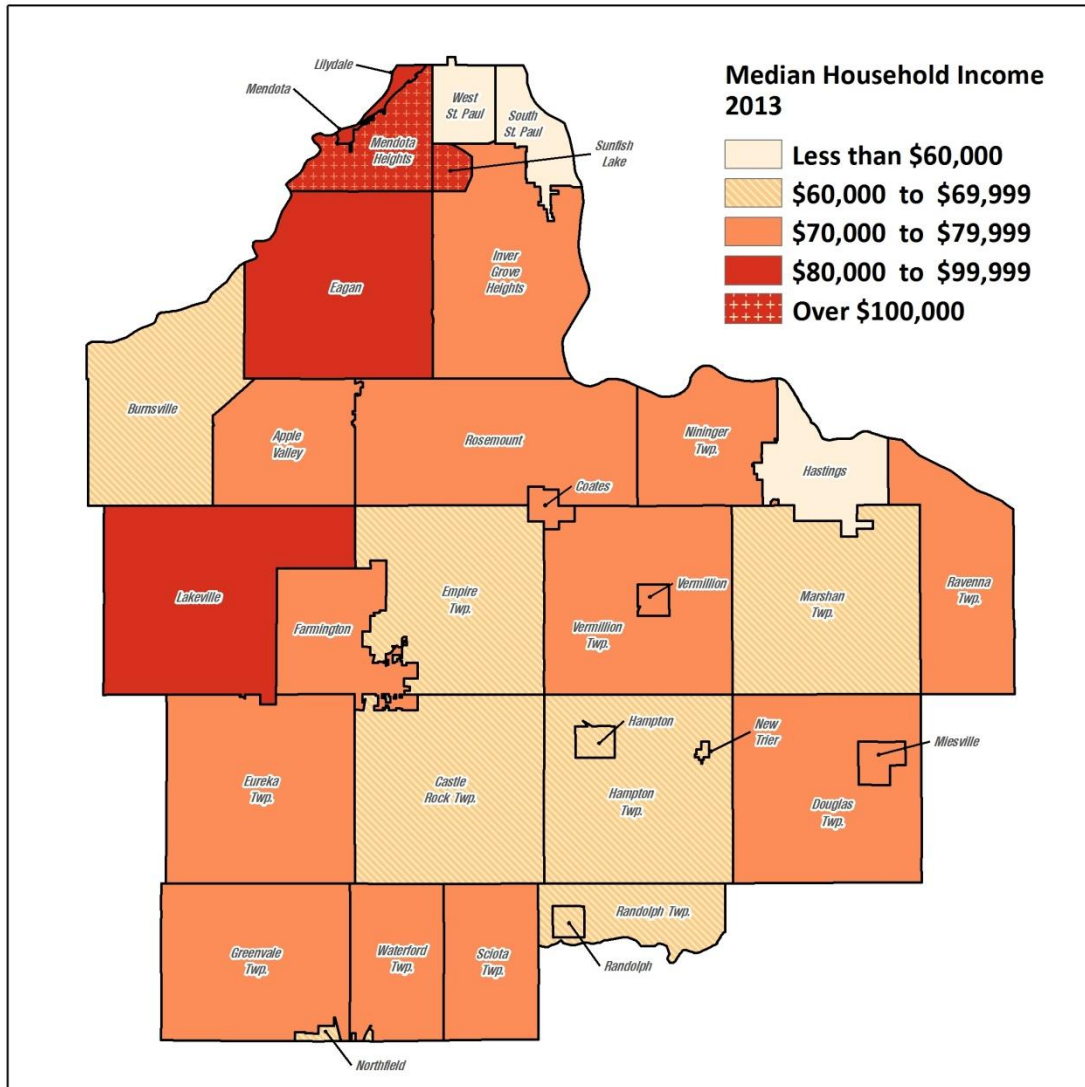 Median Household Income
2013
Less than $60,000
$60,000 to $69,999
$70,000 to $79,999
$80,000 to $99,999
Over $100,000
Lilydale
Mendota
West
St. Paul
South
St. Paul
Mendota
Heights
Sunfish
Lake
Eagan
Inver
Grove
Heights
Burnsville
Apple
Valley
Rosemount
Nininger
Twp.
Hastings
Coates
Lakeville
Farmington
Empire
Twp.
Vermillion
Vermillion
Twp.
Marshan
Twp.
Ravenna
Twp.
Eureka
Twp.
Castle
Rock Twp.
Hampton
Hampton
Twp.
New
Trier
Miesville
Douglas
Twp.
Greenvale
Twp.
Waterford
Twp.
Sciota
Twp.
Randolph Twp.
Randolph
Northfield